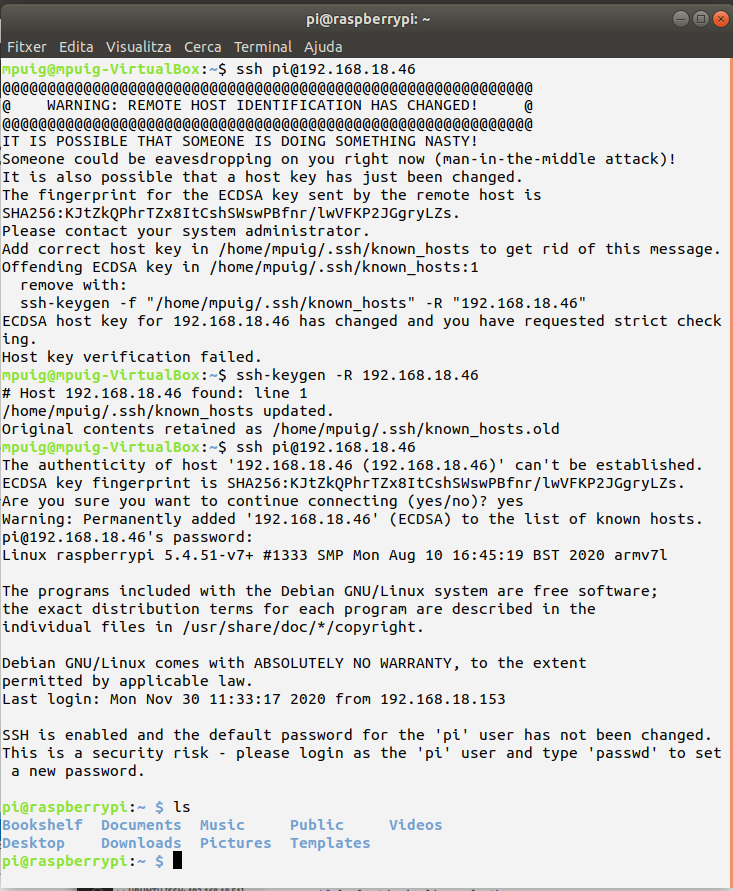 pi@raspberrypi: ~
Fitxer Edita Visualitza Cerca Terminal Ajuda
mpuig@mpuig-VirtualBox:~$ ssh pi@192.168.18.46
@@@@@@@@@@@@@@@@@@@@@@@@@@@@@@@@@@@@@@@@@@@@@@@@@@@@@@@@@@@
@    WARNING: REMOTE HOST IDENTIFICATION HAS CHANGED!     @
@@@@@@@@@@@@@@@@@@@@@@@@@@@@@@@@@@@@@@@@@@@@@@@@@@@@@@@@@@@
IT IS POSSIBLE THAT SOMEONE IS DOING SOMETHING NASTY!
Someone could be eavesdropping on you right now (man-in-the-middle attack)!
It is also possible that a host key has just been changed.
The fingerprint for the ECDSA key sent by the remote host is
SHA256:KJtZkQPhrTZx8ItCshSWswPBfnr/lwVFKP2JGgryLZs.
Please contact your system administrator.
Add correct host key in /home/mpuig/.ssh/known_hosts to get rid of this message.
Offending ECDSA key in /home/mpuig/.ssh/known_hosts:1
  remove with:
  ssh-keygen -f "/home/mpuig/.ssh/known_hosts" -R "192.168.18.46"
ECDSA host key for 192.168.18.46 has changed and you have requested strict check
ing.
Host key verification failed.
mpuig@mpuig-VirtualBox:~$ ssh-keygen -R 192.168.18.46
# Host 192.168.18.46 found: line 1
/home/mpuig/.ssh/known_hosts updated.
Original contents retained as /home/mpuig/.ssh/known_hosts.old
mpuig@mpuig-VirtualBox:~$ ssh pi@192.168.18.46
The authenticity of host '192.168.18.46 (192.168.18.46)' can't be established.
ECDSA key fingerprint is SHA256:KJtZkQPhrTZx8ItCshSWswPBfnr/lwVFKP2JGgryLZs.
Are you sure you want to continue connecting (yes/no)? yes
Warning: Permanently added '192.168.18.46' (ECDSA) to the list of known hosts.
pi@192.168.18.46's password:
Linux raspberrypi 5.4.51-v7+ #1333 SMP Mon Aug 10 16:45:19 BST 2020 armv7l

The programs included with the Debian GNU/Linux system are free software;
the exact distribution terms for each program are described in the
individual files in /usr/share/doc/*/copyright.

Debian GNU/Linux comes with ABSOLUTELY NO WARRANTY, to the extent
permitted by applicable law.
Last login: Mon Nov 30 11:33:17 2020 from 192.168.18.153

SSH is enabled and the default password for the 'pi' user has not been changed.
This is a security risk - please login as the 'pi' user and type 'passwd' to set
 a new password.

pi@raspberrypi:~ $ ls
Bookshelf  Documents  Music     Public     Videos
Desktop    Downloads  Pictures  Templates
pi@raspberrypi:~ $